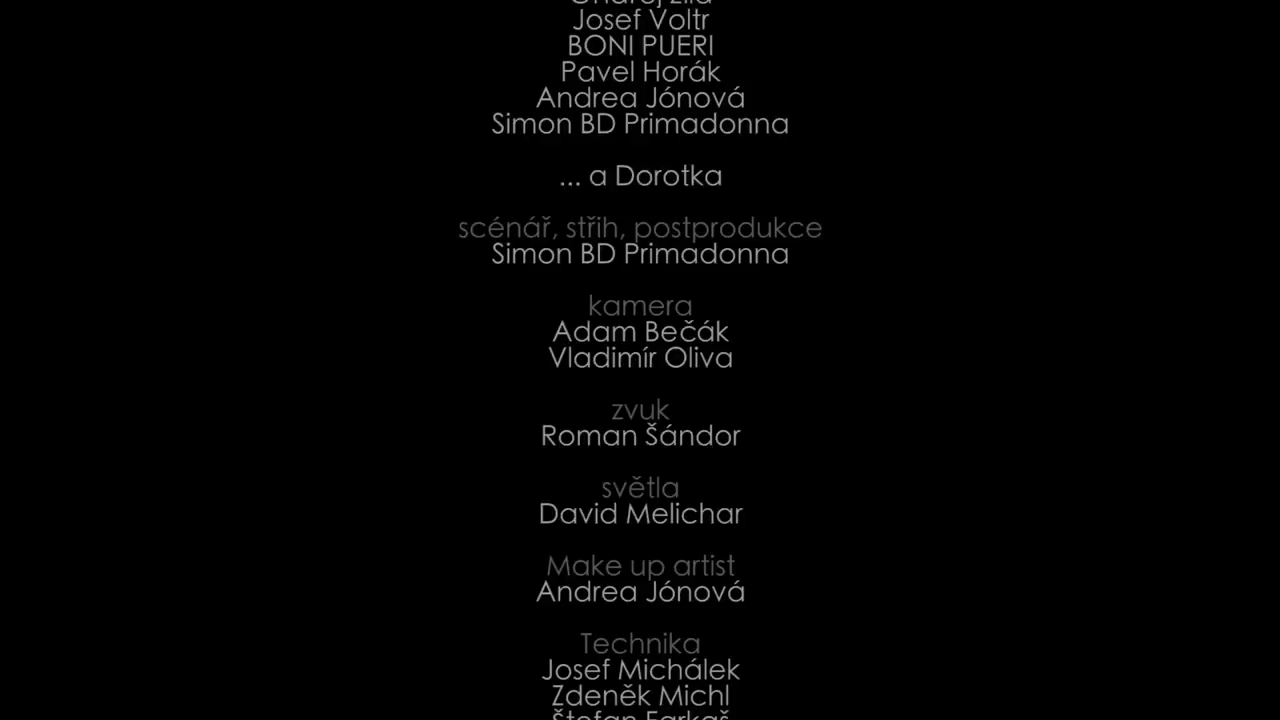 Josef Voltr
BONI PUERI
Pavel Horák
Andrea Jónová
Simon BD Primadonna
... a Dorotka
scénář, střih, postprodukce
Simon BD Primadonna
kamera
Adam Bečák
Vladimír Oliva
zvuk
Roman Šándor
světla
David Melichar
Make up artist
Andrea Jónová
Technika
Josef Michálek
Zdeněk Michl
Štefan Farkaš